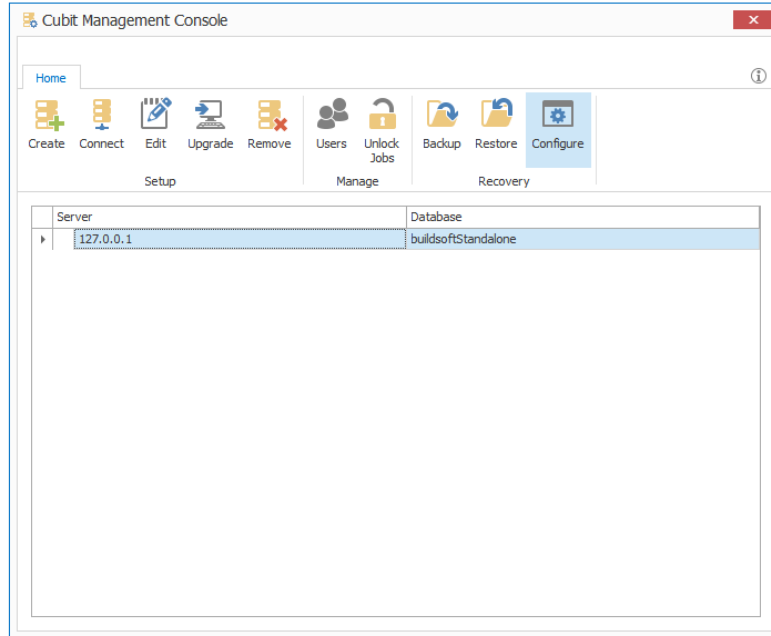 Cubit Management Console
Home
Create Connect Edit Upgrade Remove Users Unlock Jobs Backup Restore Configure
Setup Manage Recovery
Server Database
127.0.0.1 buildsoftStandalone